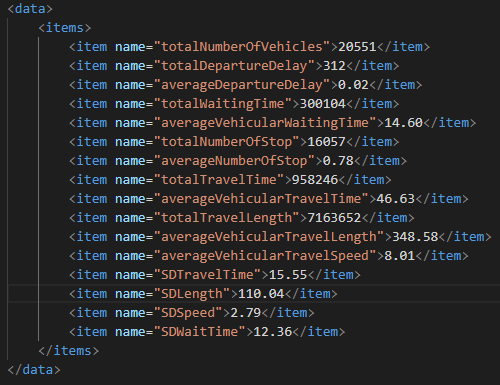 <data>
<items>
<item name="totalNumberOfVehicles">20551</item>
<item name="totalDepartureDelay">312</item>
<item name="averageDepartureDelay">0.02</item>
<item name="totalWaitingTime">300104</item>
<item name="averageVehicularWaitingTime">14.60</item>
<item name="totalNumberOfStop">16057</item>
<item name="averageNumberOfStop">0.78</item>
<item name="totalTravelTime">958246</item>
<item name="averageVehicularTravelTime">46.63</item>
<item name="totalTravelLength">7163652</item>
<item name="averageVehicularTravelLength">348.58</item>
<item name="averageVehicularTravelSpeed">8.01</item>
<item name="SDTravelTime">15.55</item>
<item name="SDLength">110.04</item>
<item name="SDSpeed">2.79</item>
<item name="SDWaitTime">12.36</item>
</items>
</data>